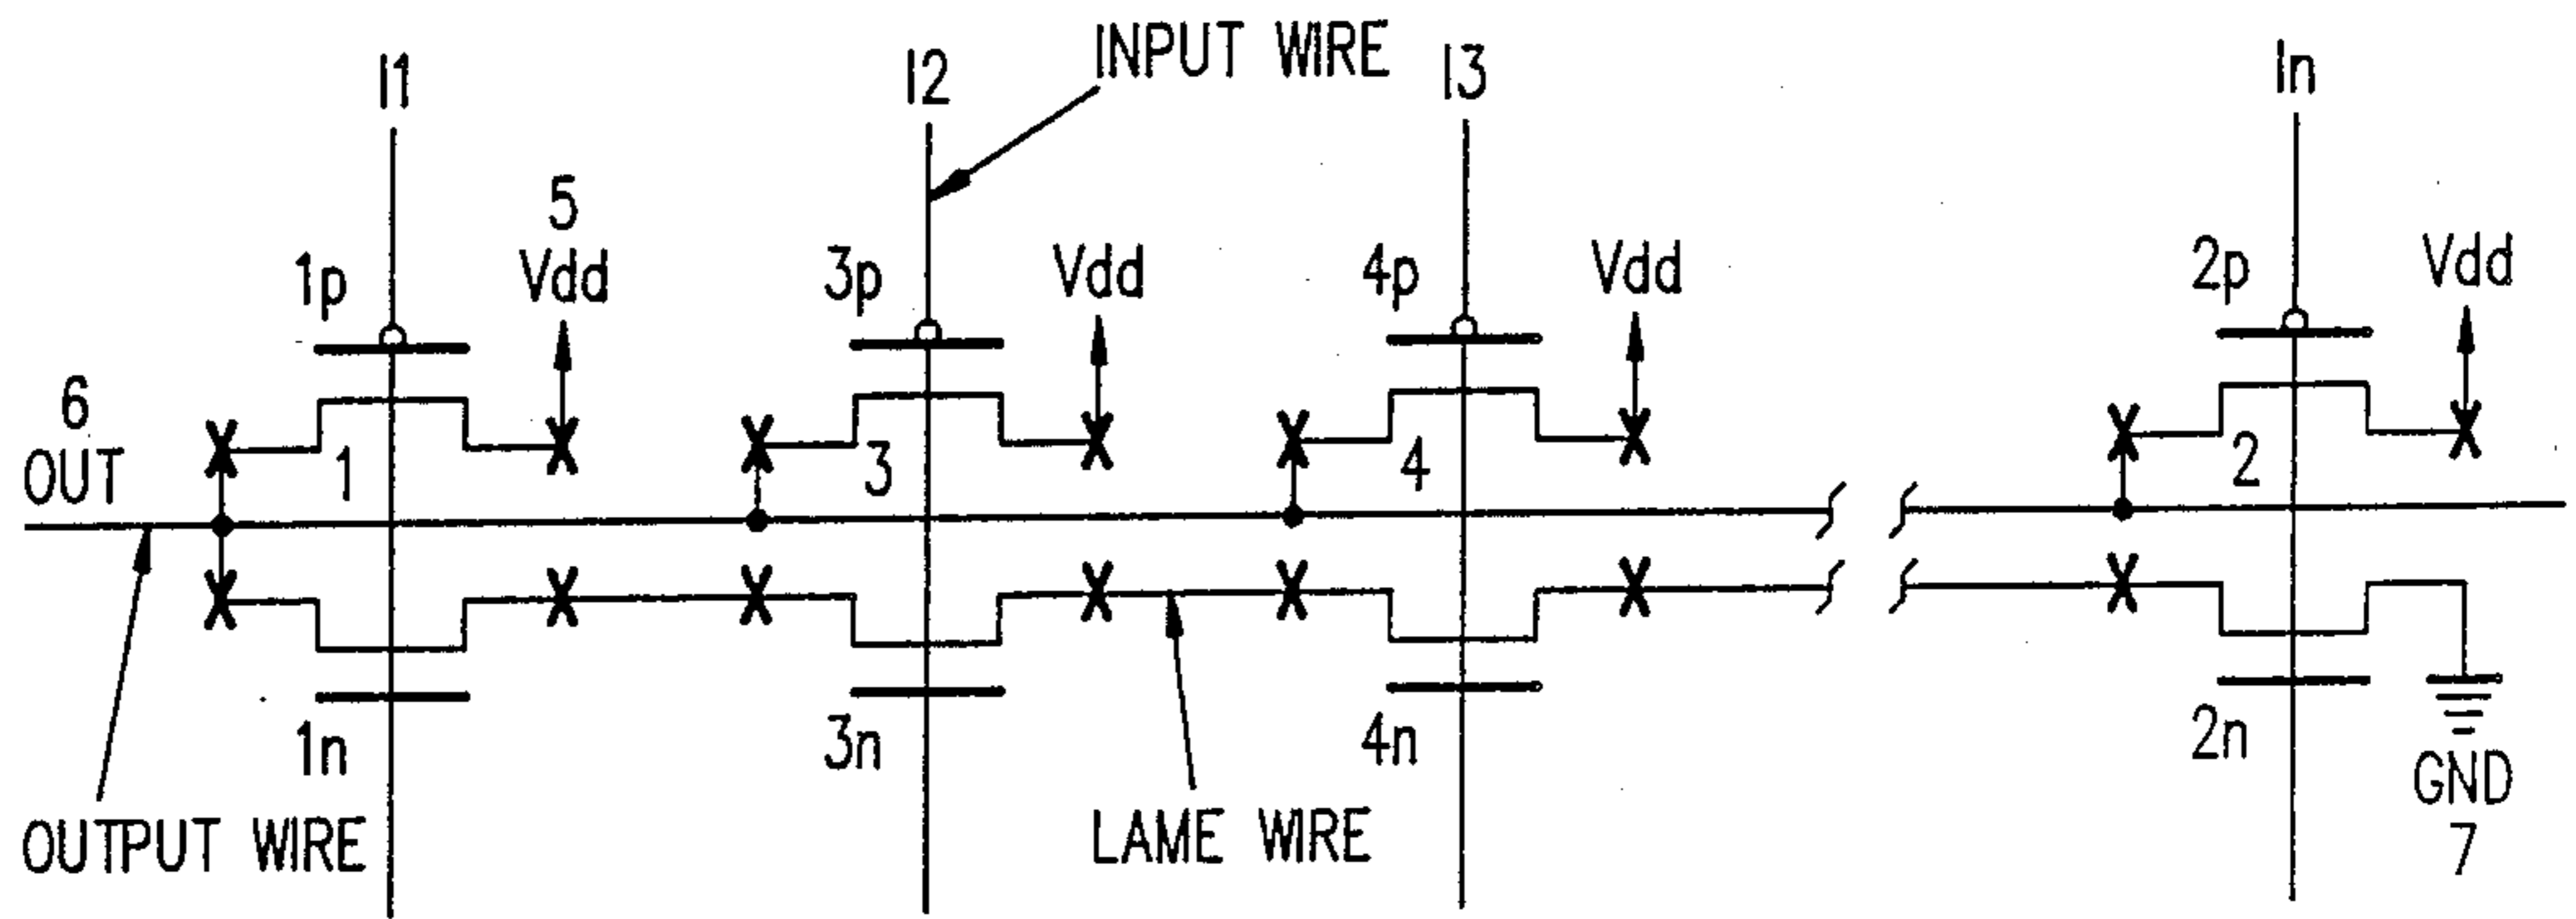 INPUT WIRE
I1
I2
I3
In
5
Vdd
1p
3p
Vdd
4p
Vdd
2p
Vdd
6
OUT
1
3
4
2
1n
3n
4n
2n
GND
7
OUTPUT WIRE
LAME WIRE